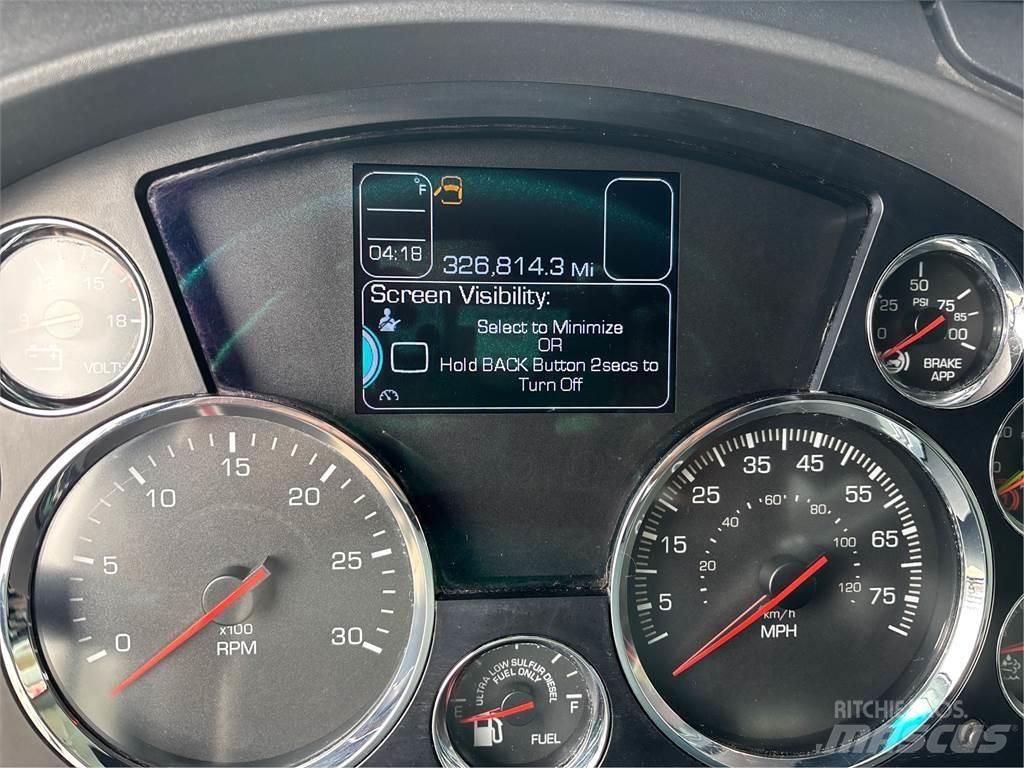 °F
04:18
326,814.3 Mi
Screen Visibility:
Select to Minimize
OR
Hold BACK Button 2secs to
Turn Off
9 12 15 18
VOLTS
0 25 50 75 85 100
PSI
BRAKE
APP
0 5 10 15 20 25 30
x100
RPM
5 15 25 35 45 55 65 75
20 40 60 80 100 120
km/h
MPH
ULTRA LOW SULFUR DIESEL
FUEL ONLY
E F
FUEL
RITCHIE BROS.
MASCUS